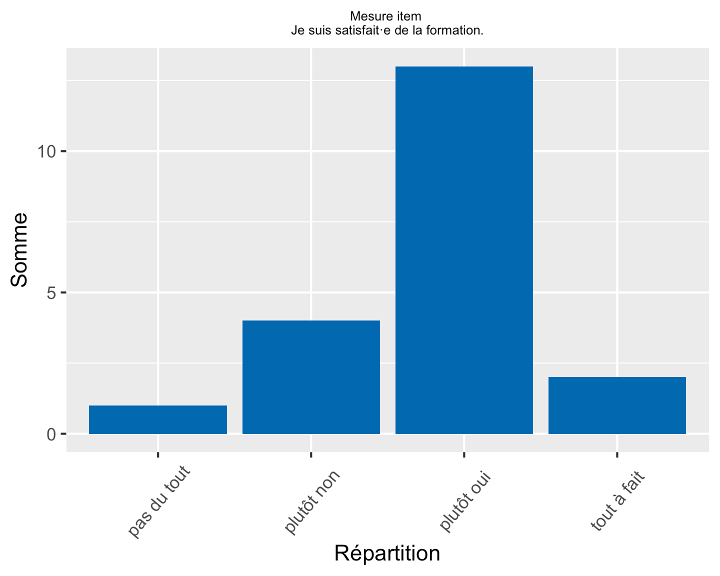 Mesure item
Je suis satisfait·e de la formation.
Somme
10
5
0
pas du tout
plutôt non
plutôt oui
tout à fait
Répartition